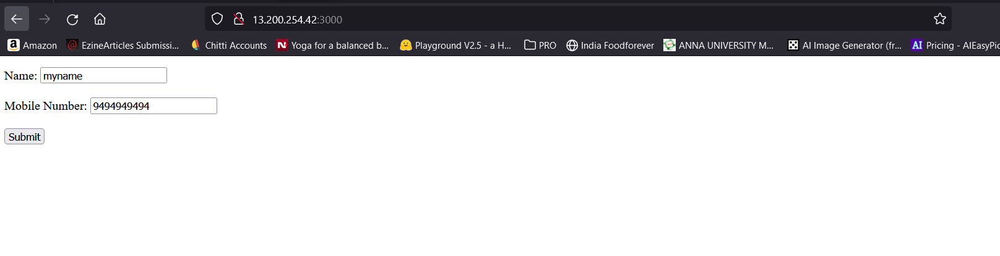 13.200.254.42:3000
Amazon EzineArticles Submissi... Chitti Accounts Yoga for a balanced b... Playground V2.5 - a H... PRO India Foodforever ANNA UNIVERSITY M... AI Image Generator (fr... AI Pricing - AIEasyPic
Name: myname
Mobile Number: 9494949494
Submit